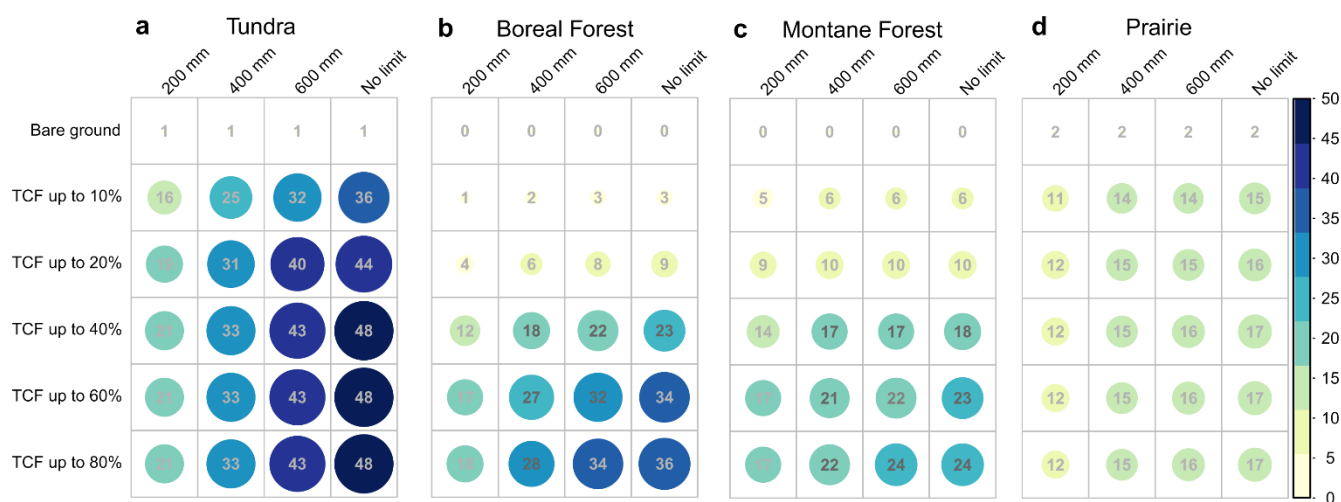 a Tundra b Boreal Forest c Montane Forest d Prairie
200 mm 400 mm 600 mm No limit 200 mm 400 mm 600 mm No limit 200 mm 400 mm 600 mm No limit 200 mm 400 mm 600 mm No limit
Bare ground 1 1 1 1 0 0 0 0 0 0 0 0 2 2 2 2
TCF up to 10% 16 25 32 36 1 2 3 3 5 6 6 6 11 14 14 15
TCF up to 20% 31 40 44 4 6 8 9 9 10 10 10 12 15 15 16
TCF up to 40% 21 33 43 48 12 18 22 23 14 17 17 18 12 15 16 17
TCF up to 60% 21 33 43 48 17 27 32 34 17 21 22 23 12 15 16 17
TCF up to 80% 21 33 43 48 18 28 34 36 17 22 24 24 12 15 16 17
50
45
40
35
30
25
20
15
10
5
0